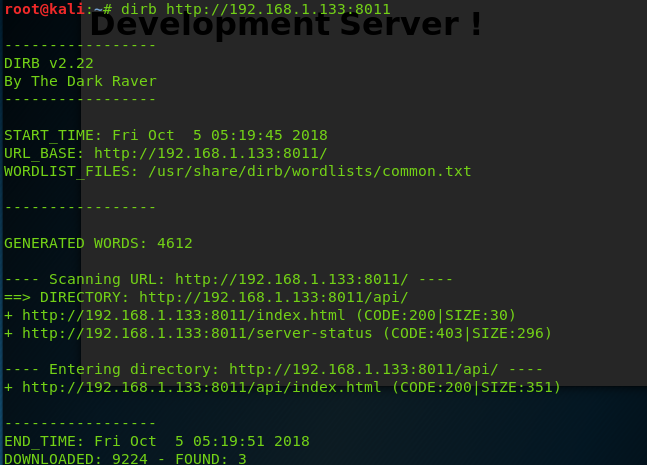 root@kali:~# dirb http://192.168.1.133:8011
Development Server !
-----------------
DIRB v2.22
By The Dark Raver
-----------------
START_TIME: Fri Oct  5 05:19:45 2018
URL_BASE: http://192.168.1.133:8011/
WORDLIST_FILES: /usr/share/dirb/wordlists/common.txt
-----------------
GENERATED WORDS: 4612
---- Scanning URL: http://192.168.1.133:8011/ ----
==> DIRECTORY: http://192.168.1.133:8011/api/
+ http://192.168.1.133:8011/index.html (CODE:200|SIZE:30)
+ http://192.168.1.133:8011/server-status (CODE:403|SIZE:296)
---- Entering directory: http://192.168.1.133:8011/api/ ----
+ http://192.168.1.133:8011/api/index.html (CODE:200|SIZE:351)
-----------------
END_TIME: Fri Oct  5 05:19:51 2018
DOWNLOADED: 9224 - FOUND: 3